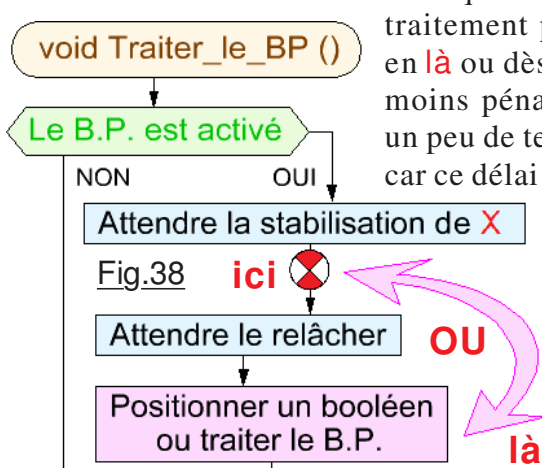 traitement p
en là ou dès
moins péna
un peu de te
car ce délai
void Traiter_le_BP ()
Le B.P. est activé
NON OUI
Attendre la stabilisation de X
Fig.38 ici
Attendre le relâcher
OU
Positionner un booléen
ou traiter le B.P.
là